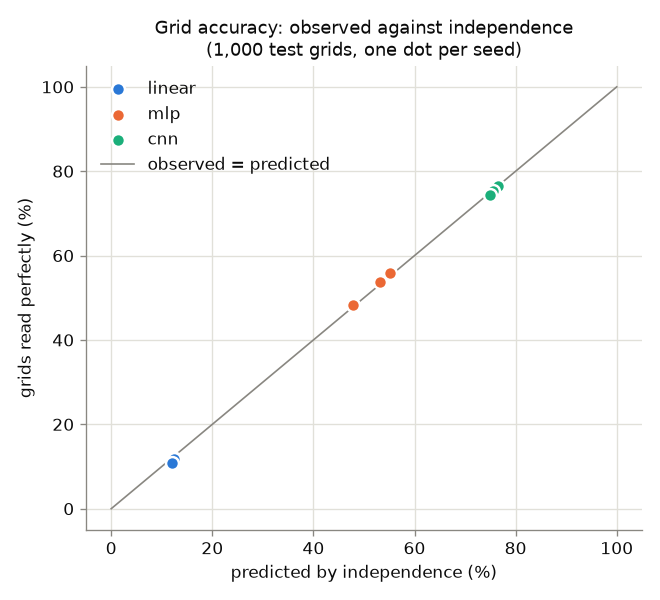 Grid accuracy: observed against independence
(1,000 test grids, one dot per seed)
linear
mlp
cnn
observed = predicted
grids read perfectly (%)
100
80
60
40
20
0
0 20 40 60 80 100
predicted by independence (%)